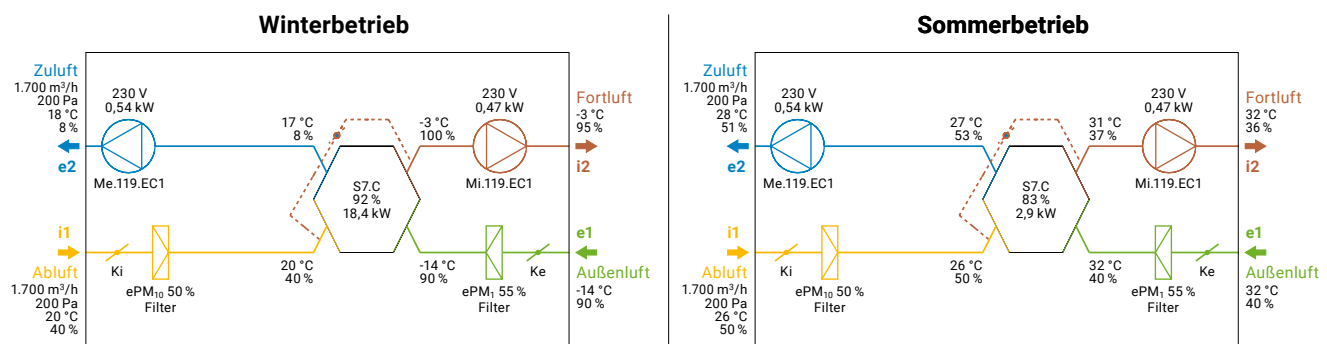 Winterbetrieb
Zuluft
1.700 m³/h
200 Pa
18 °C
8 %
e2
230 V
0,54 kW
Me.119.EC1
17 °C
8 %
-3 °C
100 %
230 V
0,47 kW
Mi.119.EC1
Fortluft
-3 °C
95 %
i2
S7.C
92 %
18,4 kW
i1
Abluft
1.700 m³/h
200 Pa
20 °C
40 %
Ki
ePM₁₀ 50 %
Filter
20 °C
40 %
-14 °C
90 %
ePM₁ 55 %
Filter
Ke
e1
Außenluft
-14 °C
90 %
Sommerbetrieb
Zuluft
1.700 m³/h
200 Pa
28 °C
51 %
e2
230 V
0,54 kW
Me.119.EC1
27 °C
53 %
31 °C
37 %
230 V
0,47 kW
Mi.119.EC1
Fortluft
32 °C
36 %
i2
S7.C
83 %
2,9 kW
i1
Abluft
1.700 m³/h
200 Pa
26 °C
50 %
Ki
ePM₁₀ 50 %
Filter
26 °C
50 %
32 °C
40 %
ePM₁ 55 %
Filter
Ke
e1
Außenluft
32 °C
40 %